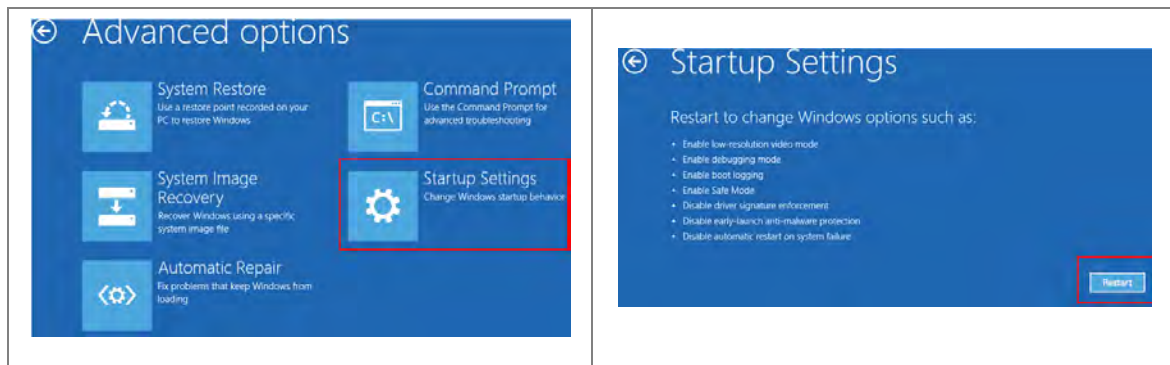 Advanced options
System Restore
Use a restore point recorded on your
PC to restore Windows
Command Prompt
Use the Command Prompt for
advanced troubleshooting
C:\
System Image
Recovery
Recover Windows using a specific
system image file
Startup Settings
Change Windows startup behavior
Automatic Repair
Fix problems that keep Windows from
loading
Startup Settings
Restart to change Windows options such as:
• Enable low-resolution video mode
• Enable debugging mode
• Enable boot logging
• Enable Safe Mode
• Disable driver signature enforcement
• Disable early-launch anti-malware protection
• Disable automatic restart on system failure
Restart